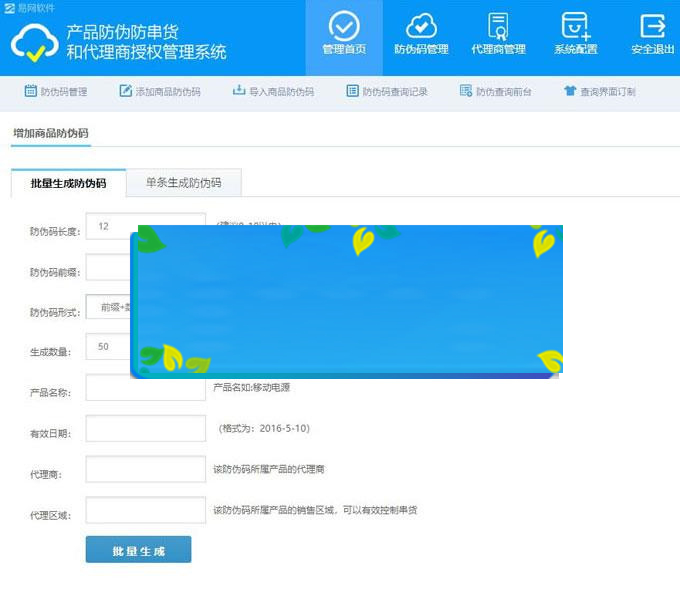 易网软件
产品防伪防串货
和代理商授权管理系统
管理首页
防伪码管理
代理商管理
系统配置
安全退出
防伪码管理
添加商品防伪码
导入商品防伪码
防伪码查询记录
防伪查询前台
查询界面订制
增加商品防伪码
批量生成防伪码
单条生成防伪码
防伪码长度:
12
防伪码前缀:
防伪码形式:
前缀+
生成数量:
50
产品名称:
产品名如:移动电源
有效日期:
(格式为：2016-5-10)
代理商:
该防伪码所属产品的代理商
代理区域:
该防伪码所属产品的销售区域，可以有效控制串货
批量生成